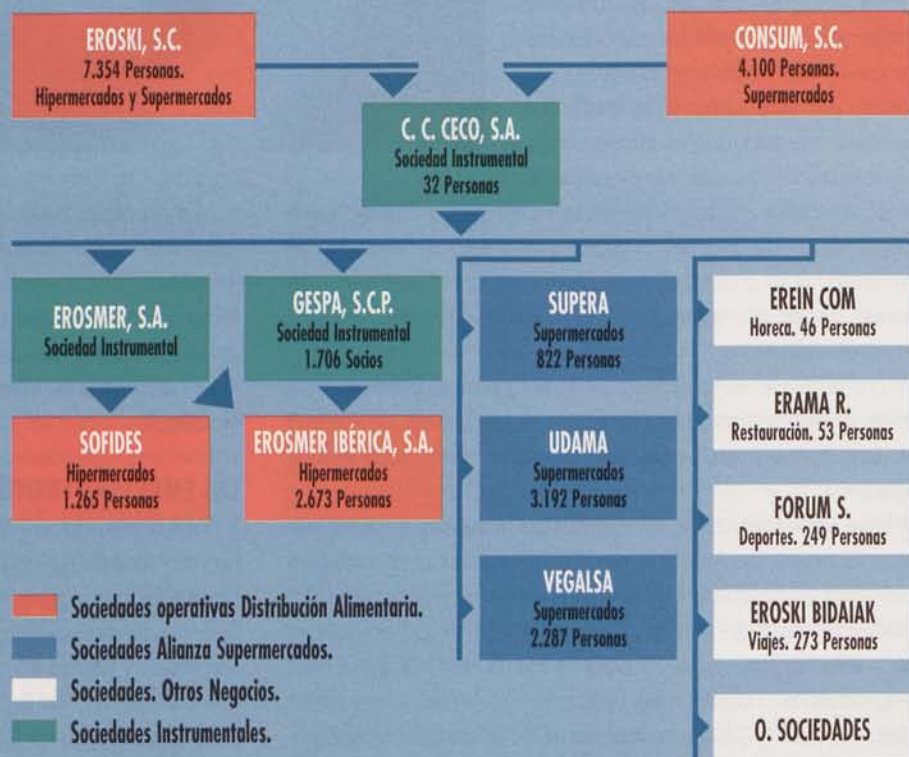 EROSKI, S.C.
7.354 Personas.
Hipermercados y Supermercados
CONSUM, S.C.
4.100 Personas.
Supermercados
C. C. CECO, S.A.
Sociedad Instrumental
32 Personas
EROSMER, S.A.
Sociedad Instrumental
GESPA, S.C.P.
Sociedad Instrumental
1.706 Socios
SUPERA
Supermercados
822 Personas
EREIN COM
Horeca. 46 Personas
ERAMA R.
Restauración. 53 Personas
SOFIDES
Hipermercados
1.265 Personas
EROSMER IBÉRICA, S.A.
Hipermercados
2.673 Personas
UDAMA
Supermercados
3.192 Personas
FORUM S.
Deportes. 249 Personas
VEGALSA
Supermercados
2.287 Personas
EROSKI BIDAIAK
Viajes. 273 Personas
O. SOCIEDADES
Sociedades operativas Distribución Alimentaria.
Sociedades Alianza Supermercados.
Sociedades. Otros Negocios.
Sociedades Instrumentales.